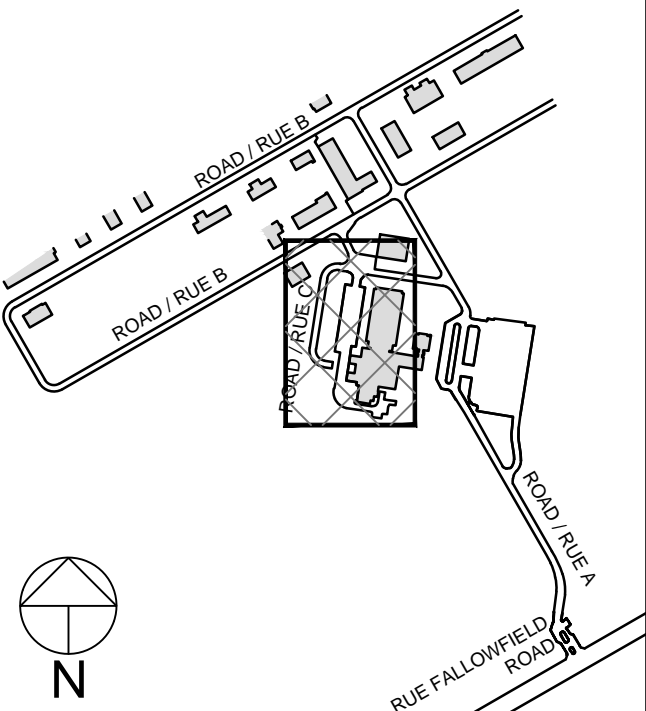 ROAD / RUE B
ROAD / RUE B
ROAD / RUE C
ROAD / RUE A
RUE FALLOWFIELD
ROAD
N